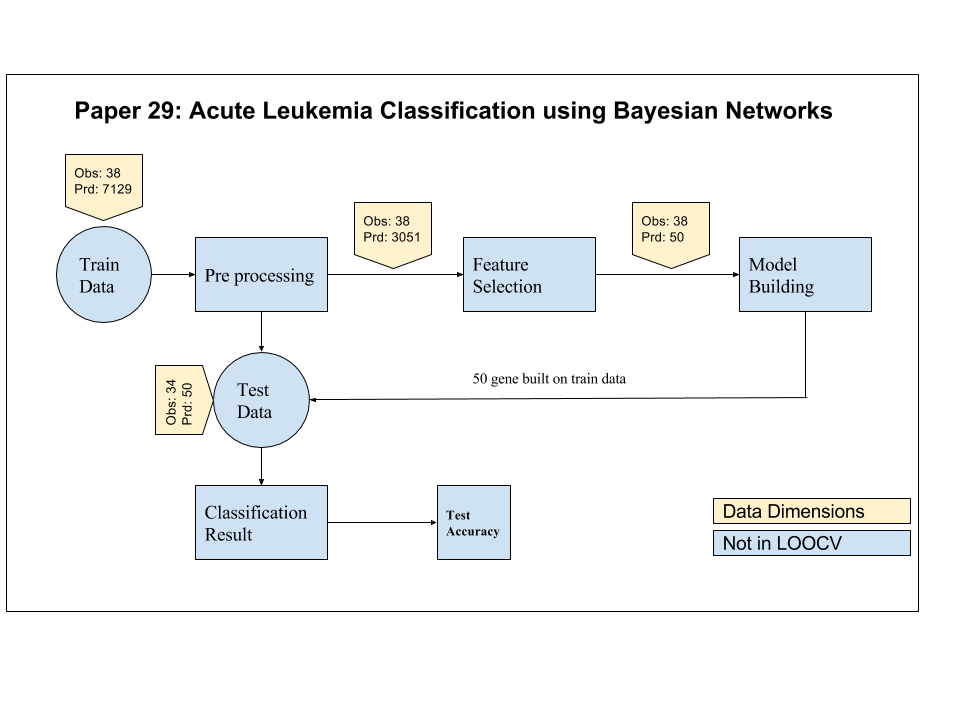 Paper 29: Acute Leukemia Classification using Bayesian Networks
Obs: 38
Prd: 7129
Obs: 38
Prd: 3051
Obs: 38
Prd: 50
Train
Data
Pre processing
Feature
Selection
Model
Building
50 gene built on train data
Obs: 34
Prd: 50
Test
Data
Classification
Result
Test
Accuracy
Data Dimensions
Not in LOOCV